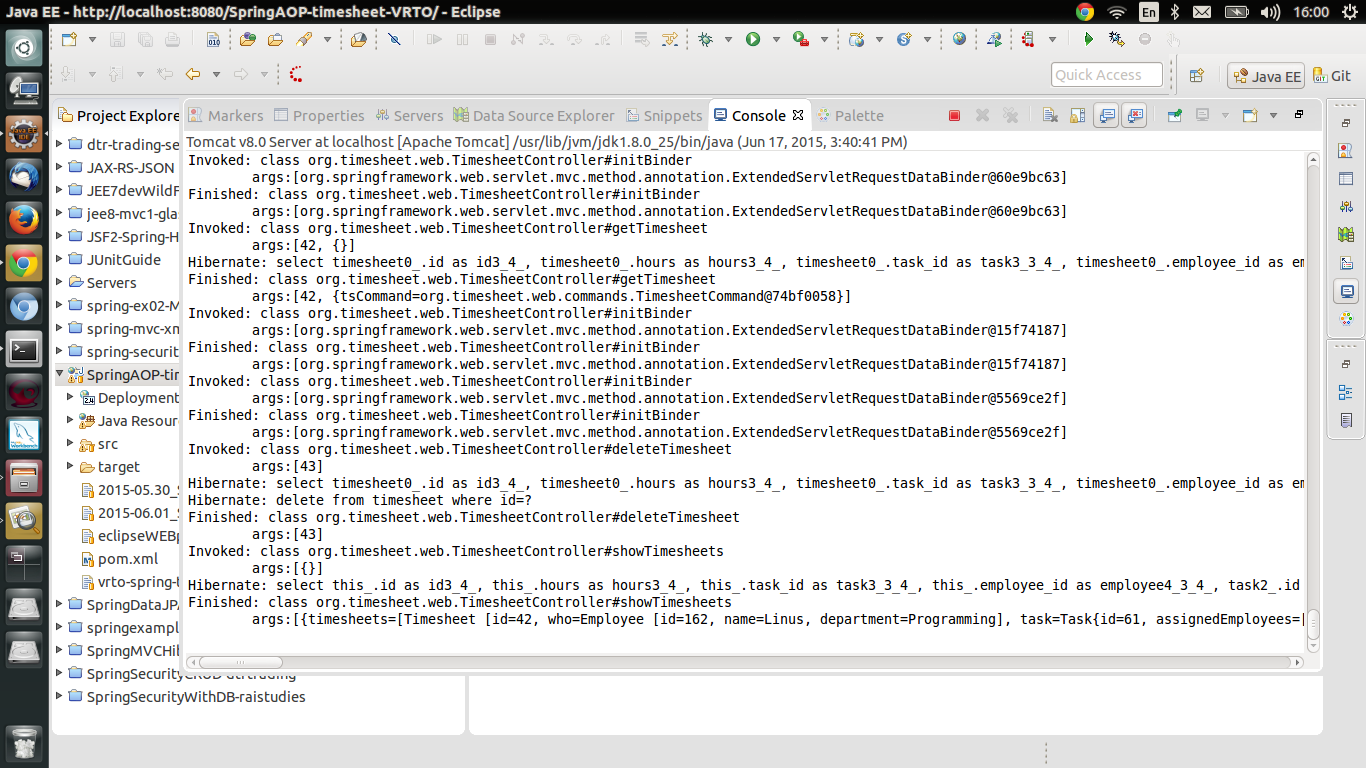 Java EE - http://localhost:8080/SpringAOP-timesheet-VRTO/ - Eclipse
En
16:00
Quick Access
Java EE
Git
Project Explore
Markers
Properties
Servers
Data Source Explorer
Snippets
Console
Palette
Tomcat v8.0 Server at localhost [Apache Tomcat] /usr/lib/jvm/jdk1.8.0_25/bin/java (Jun 17, 2015, 3:40:41 PM)
dtr-trading-se
JAX-RS-JSON
JEE7devWildF
jee8-mvc1-gla
JSF2-Spring-H
JUnitGuide
Servers
spring-ex02-M
spring-mvc-xm
spring-securit
SpringAOP-tim
Deployment
Java Resour
src
target
2015-05.30_S
2015-06.01_S
eclipseWEBp
pom.xml
vrto-spring-t
SpringDataJPA
springexampl
SpringMVCHib
SpringSecurityCRUD-dtrtrading
SpringSecurityWithDB-raistudies
Invoked: class org.timesheet.web.TimesheetController#initBinder
args:[org.springframework.web.servlet.mvc.method.annotation.ExtendedServletRequestDataBinder@60e9bc63]
Finished: class org.timesheet.web.TimesheetController#initBinder
args:[org.springframework.web.servlet.mvc.method.annotation.ExtendedServletRequestDataBinder@60e9bc63]
Invoked: class org.timesheet.web.TimesheetController#getTimesheet
args:[42, {}]
Hibernate: select timesheet0_.id as id3_4_, timesheet0_.hours as hours3_4_, timesheet0_.task_id as task3_3_4_, timesheet0_.employee_id as em
Finished: class org.timesheet.web.TimesheetController#getTimesheet
args:[42, {tsCommand=org.timesheet.web.commands.TimesheetCommand@74bf0058}]
Invoked: class org.timesheet.web.TimesheetController#initBinder
args:[org.springframework.web.servlet.mvc.method.annotation.ExtendedServletRequestDataBinder@15f74187]
Finished: class org.timesheet.web.TimesheetController#initBinder
args:[org.springframework.web.servlet.mvc.method.annotation.ExtendedServletRequestDataBinder@15f74187]
Invoked: class org.timesheet.web.TimesheetController#initBinder
args:[org.springframework.web.servlet.mvc.method.annotation.ExtendedServletRequestDataBinder@5569ce2f]
Finished: class org.timesheet.web.TimesheetController#initBinder
args:[org.springframework.web.servlet.mvc.method.annotation.ExtendedServletRequestDataBinder@5569ce2f]
Invoked: class org.timesheet.web.TimesheetController#deleteTimesheet
args:[43]
Hibernate: select timesheet0_.id as id3_4_, timesheet0_.hours as hours3_4_, timesheet0_.task_id as task3_3_4_, timesheet0_.employee_id as em
Hibernate: delete from timesheet where id=?
Finished: class org.timesheet.web.TimesheetController#deleteTimesheet
args:[43]
Invoked: class org.timesheet.web.TimesheetController#showTimesheets
args:[{}]
Hibernate: select this_.id as id3_4_, this_.hours as hours3_4_, this_.task_id as task3_3_4_, this_.employee_id as employee4_3_4_, task2_.id
Finished: class org.timesheet.web.TimesheetController#showTimesheets
args:[{timesheets=[Timesheet [id=42, who=Employee [id=162, name=Linus, department=Programming], task=Task{id=61, assignedEmployees=[